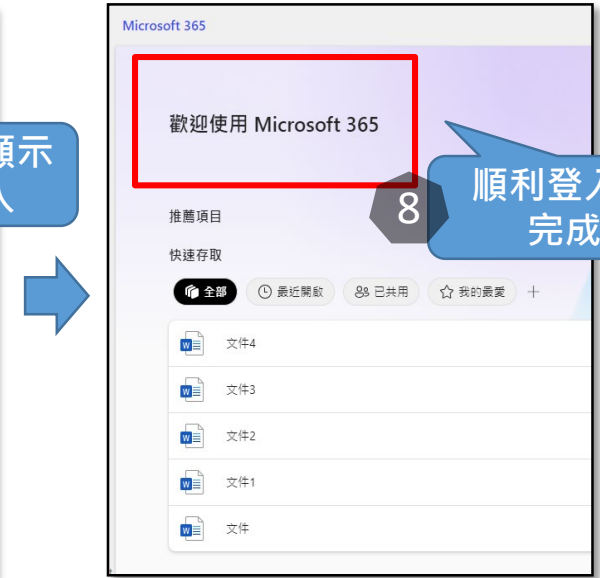 Microsoft 365
歡迎使用 Microsoft 365
顯示
8
順利登入
完成
推薦項目
快速存取
全部
最近開啟
已共用
我的最愛
文件4
文件3
文件2
文件1
文件